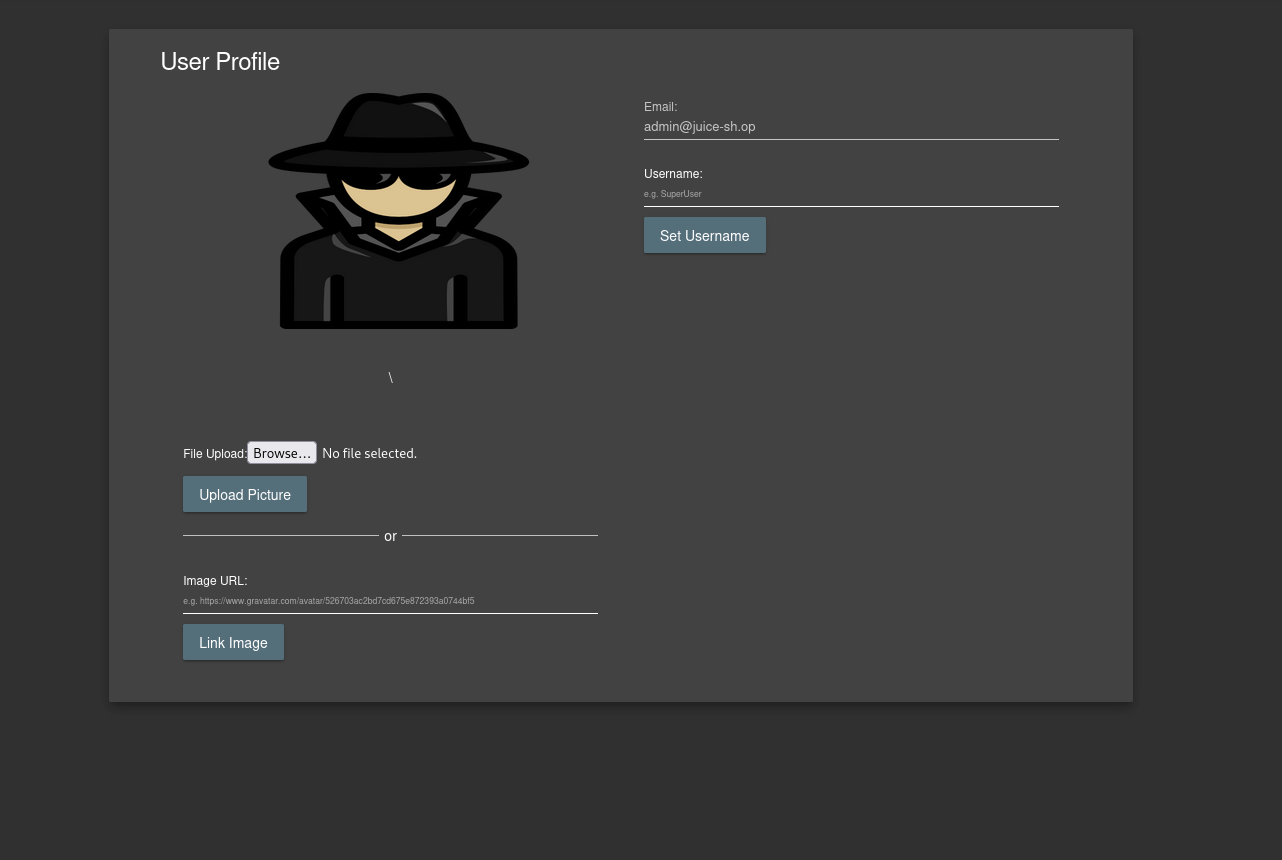 User Profile
Email:
admin@juice-sh.op
Username:
e.g. SuperUser
Set Username
\
File Upload: Browse... No file selected.
Upload Picture
or
Image URL:
e.g. https://www.gravatar.com/avatar/526703ac2bd7cd675e872393a0744bf5
Link Image